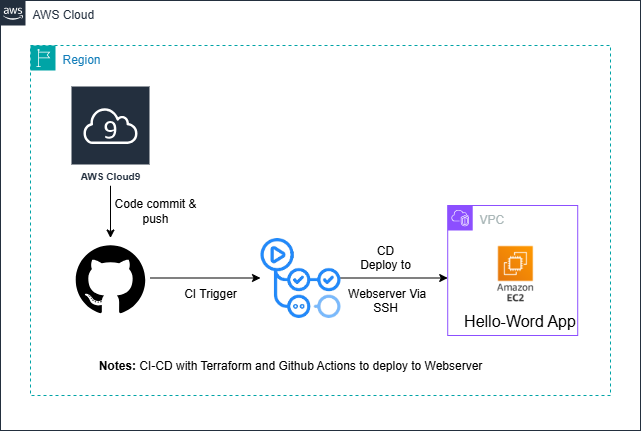 aws
AWS Cloud
Region
9
AWS Cloud9
Code commit &
push
CI Trigger
CD
Deploy to
Webserver Via
SSH
VPC
Amazon
EC2
Hello-Word App
Notes: CI-CD with Terraform and Github Actions to deploy to Webserver